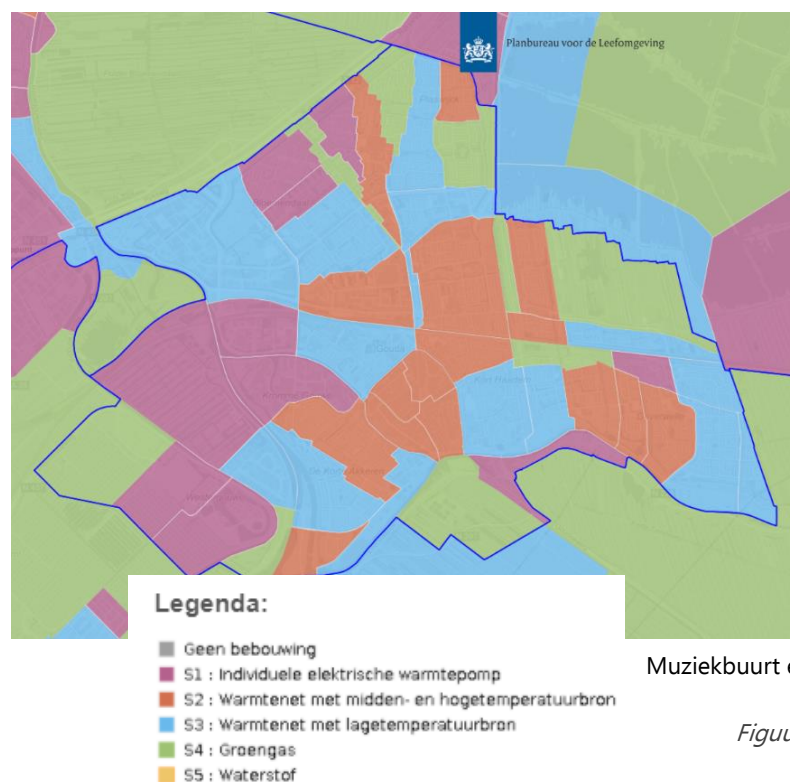 Planbureau voor de Leefomgeving
Legenda:
Geen bebouwing
S1 : Individuele elektrische warmtepomp
S2 : Warmtenet met midden- en hogetemperatuurbron
S3 : Warmtenet met lagetemperatuurbron
S4 : Groengas
S5 : Waterstof
Muziekbuurt
Figuu